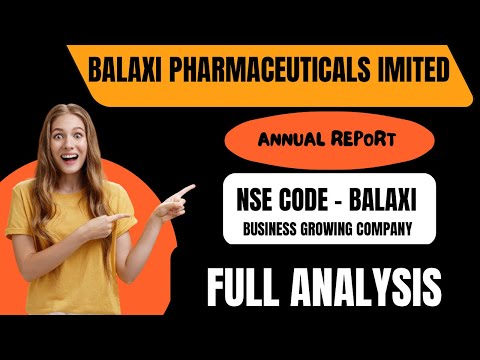 BALAXI PHARMACEUTICALS IMITED
ANNUAL REPORT
NSE CODE - BALAXI
BUSINESS GROWING COMPANY
FULL ANALYSIS